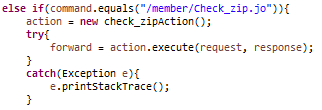 else if(command.equals("/member/Check_zip.jo")){
action = new check_zipAction();
try{
forward = action.execute(request, response);
}
catch(Exception e){
e.printStackTrace();
}
}